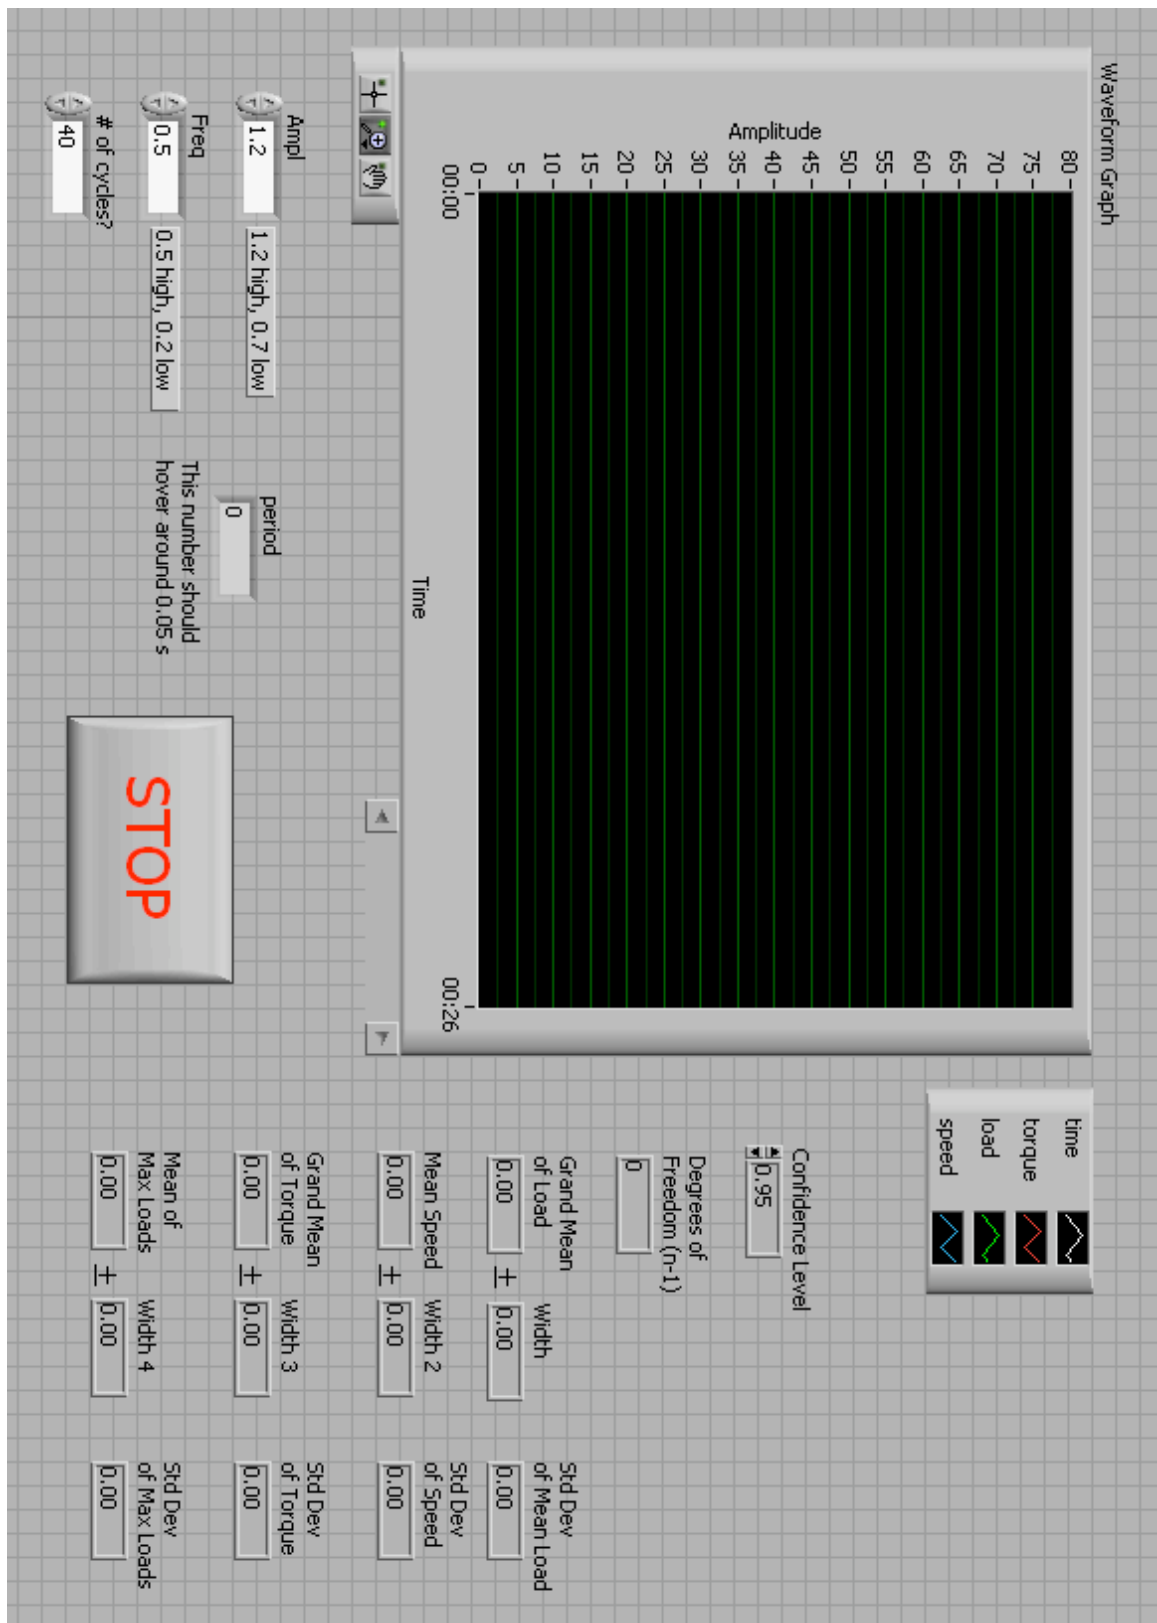 Waveform Graph
Amplitude
80
75
70
65
60
55
50
45
40
35
30
25
20
15
10
5
0
00:00
00:26
Time
time
torque
load
speed
Confidence Level
0.95
Degrees of
Freedom (n-1)
0
Grand Mean
of Load
0.00
±
Width
0.00
Std Dev
of Mean Load
0.00
Mean Speed
0.00
±
Width 2
0.00
Std Dev
of Speed
0.00
Grand Mean
of Torque
0.00
±
Width 3
0.00
Std Dev
of Torque
0.00
Mean of
Max Loads
0.00
±
Width 4
0.00
Std Dev
of Max Loads
0.00
Ampl
1.2
1.2 high, 0.7 low
Freq
0.5
0.5 high, 0.2 low
# of cycles?
40
period
0
This number should
hover around 0.05 s
STOP